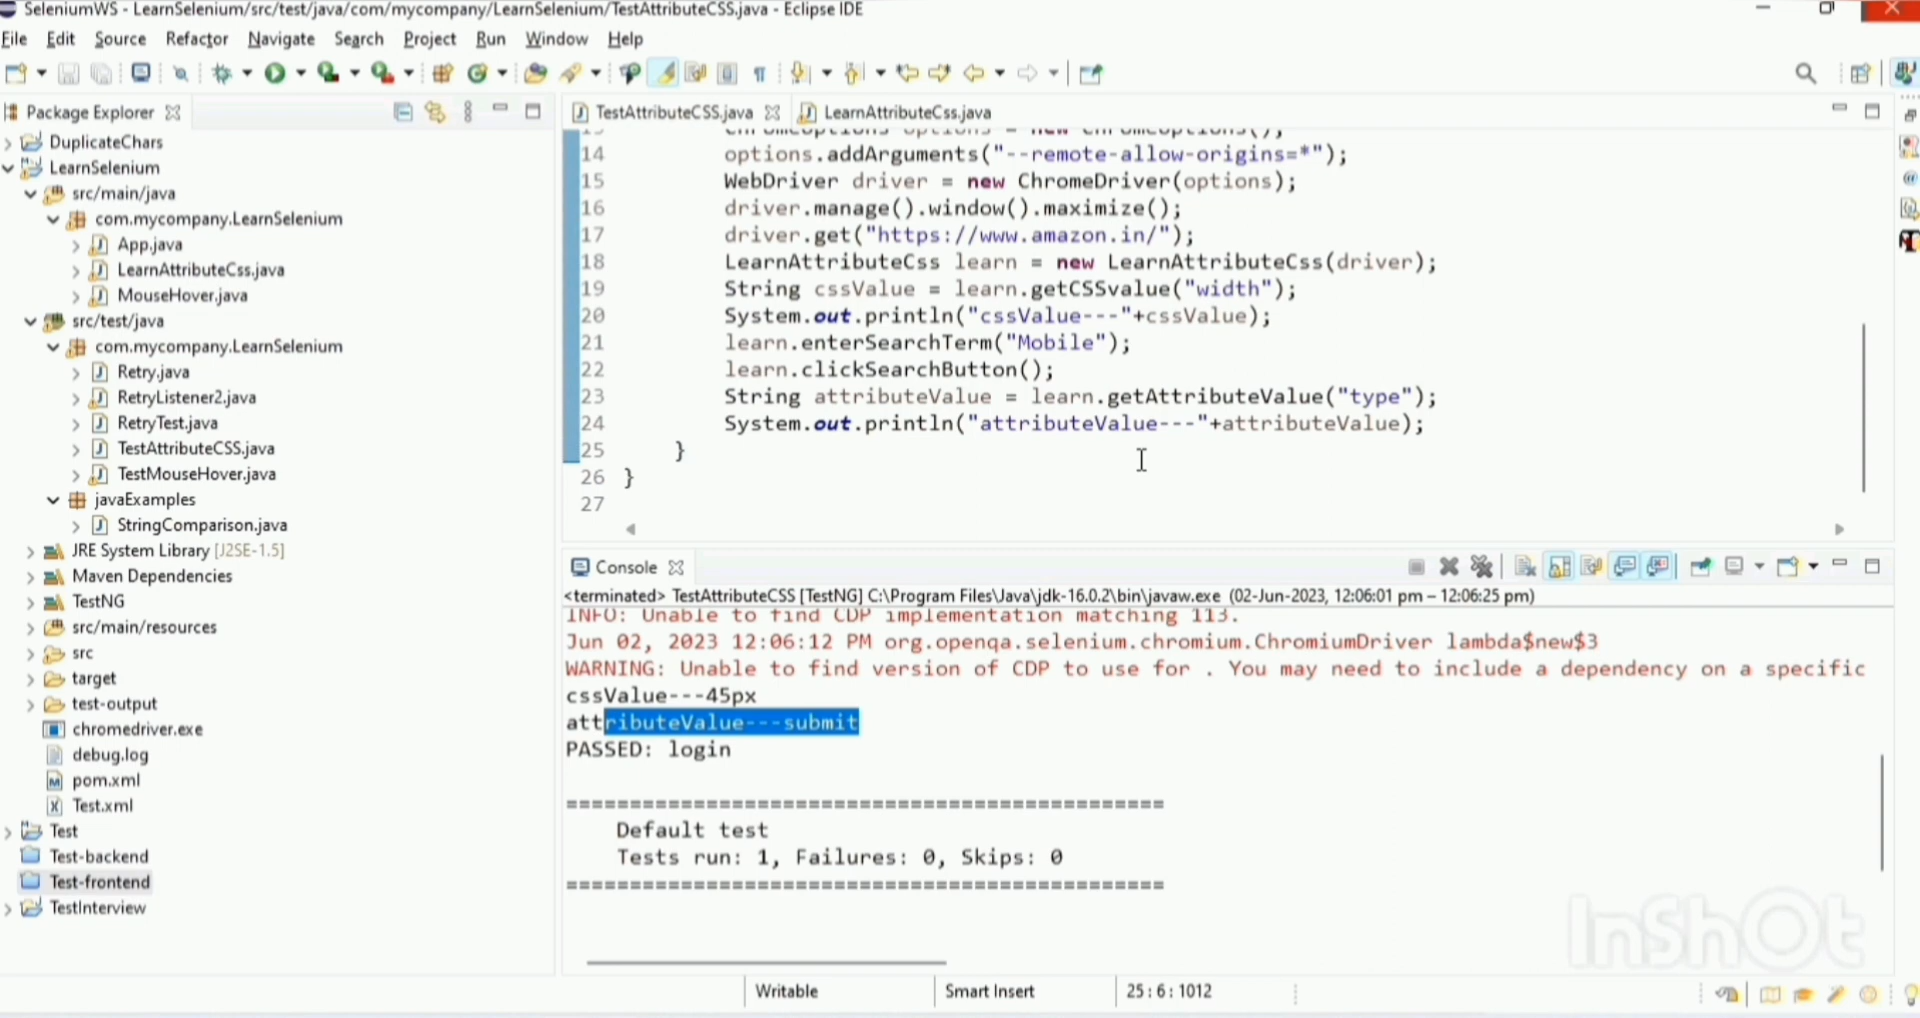 SeleniumWS - LearnSelenium/src/test/java/com/mycompany/LearnSelenium/TestAttributeCSS.java - Eclipse IDE
File Edit Source Refactor Navigate Search Project Run Window Help
Package Explorer
DuplicateChars
LearnSelenium
src/main/java
com.mycompany.LearnSelenium
App.java
LearnAttributeCss.java
MouseHover.java
src/test/java
com.mycompany.LearnSelenium
Retry.java
RetryListener2.java
RetryTest.java
TestAttributeCSS.java
TestMouseHover.java
javaExamples
StringComparison.java
JRE System Library [J2SE-1.5]
Maven Dependencies
TestNG
src/main/resources
src
target
test-output
chromedriver.exe
debug.log
pom.xml
Test.xml
Test
Test-backend
Test-frontend
TestInterview
TestAttributeCSS.java LearnAttributeCss.java
ChromeOptions options = new ChromeOptions();
14 options.addArguments("--remote-allow-origins=*");
15 WebDriver driver = new ChromeDriver(options);
16 driver.manage().window().maximize();
17 driver.get("https://www.amazon.in/");
18 LearnAttributeCss learn = new LearnAttributeCss(driver);
19 String cssValue = learn.getCSSvalue("width");
20 System.out.println("cssValue---"+cssValue);
21 learn.enterSearchTerm("Mobile");
22 learn.clickSearchButton();
23 String attributeValue = learn.getAttributeValue("type");
24 System.out.println("attributeValue---"+attributeValue);
25 }
26 }
27
Console
<terminated> TestAttributeCSS [TestNG] C:\Program Files\Java\jdk-16.0.2\bin\javaw.exe (02-Jun-2023, 12:06:01 pm – 12:06:25 pm)
INFO: Unable to find CDP implementation matching 113.
Jun 02, 2023 12:06:12 PM org.openqa.selenium.chromium.ChromiumDriver lambda$new$3
WARNING: Unable to find version of CDP to use for . You may need to include a dependency on a specific
cssValue---45px
attributeValue---submit
PASSED: login
===============================================
Default test
Tests run: 1, Failures: 0, Skips: 0
===============================================
InShOt
Writable Smart Insert 25 : 6 : 1012